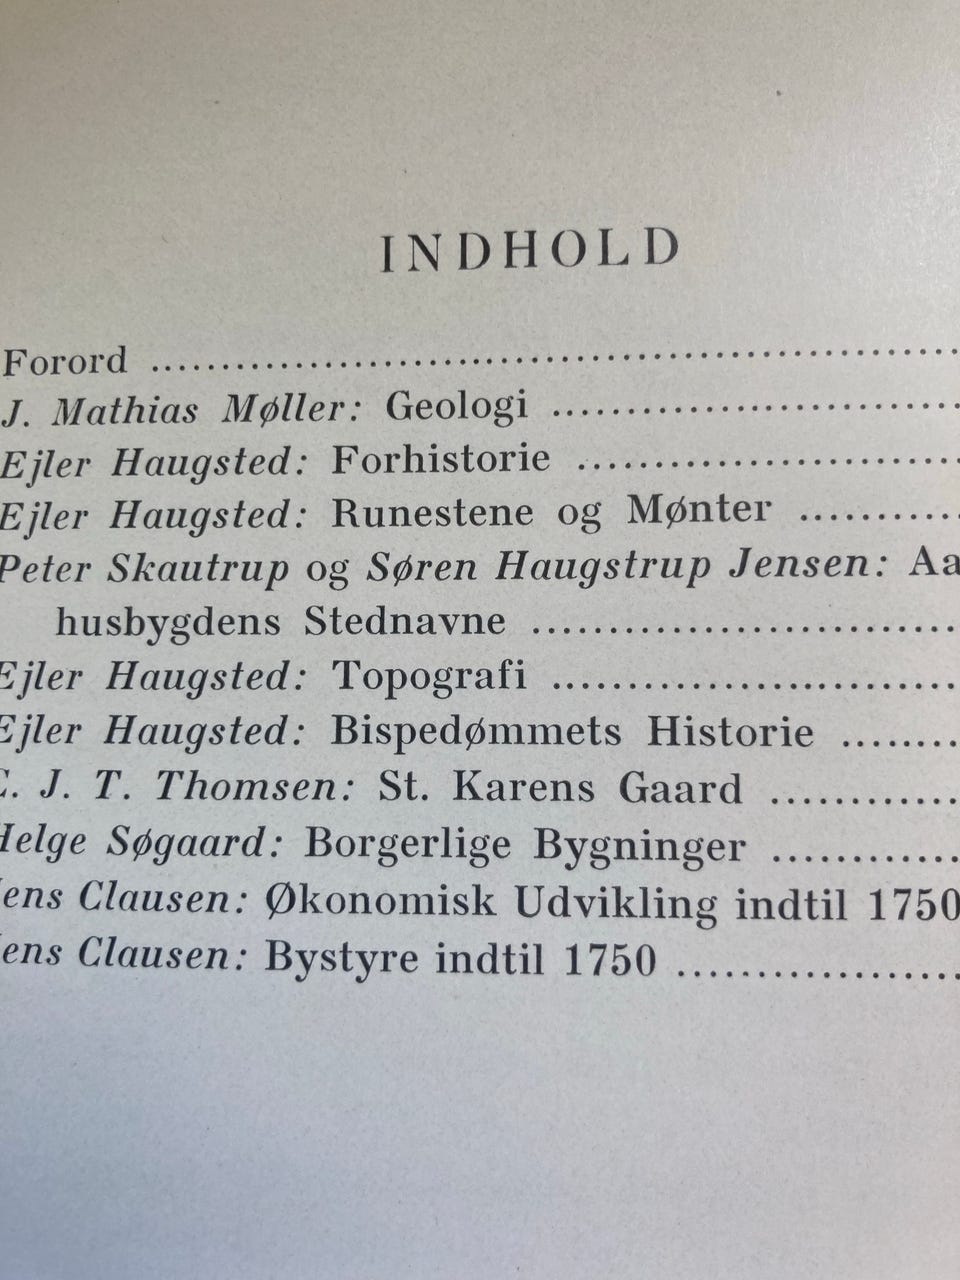 INDHOLD
Forord ........................................................
J. Mathias Møller: Geologi ............................
Ejler Haugsted: Forhistorie ..........................
Ejler Haugsted: Runestene og Mønter ..........
Peter Skautrup og Søren Haugstrup Jensen: Aa
husbygdens Stednavne ..............................
Ejler Haugsted: Topografi ............................
Ejler Haugsted: Bispedømmets Historie ........
. J. T. Thomsen: St. Karens Gaard ............
Helge Søgaard: Borgerlige Bygninger ............
ens Clausen: Økonomisk Udvikling indtil 1750
ens Clausen: Bystyre indtil 1750 ..................